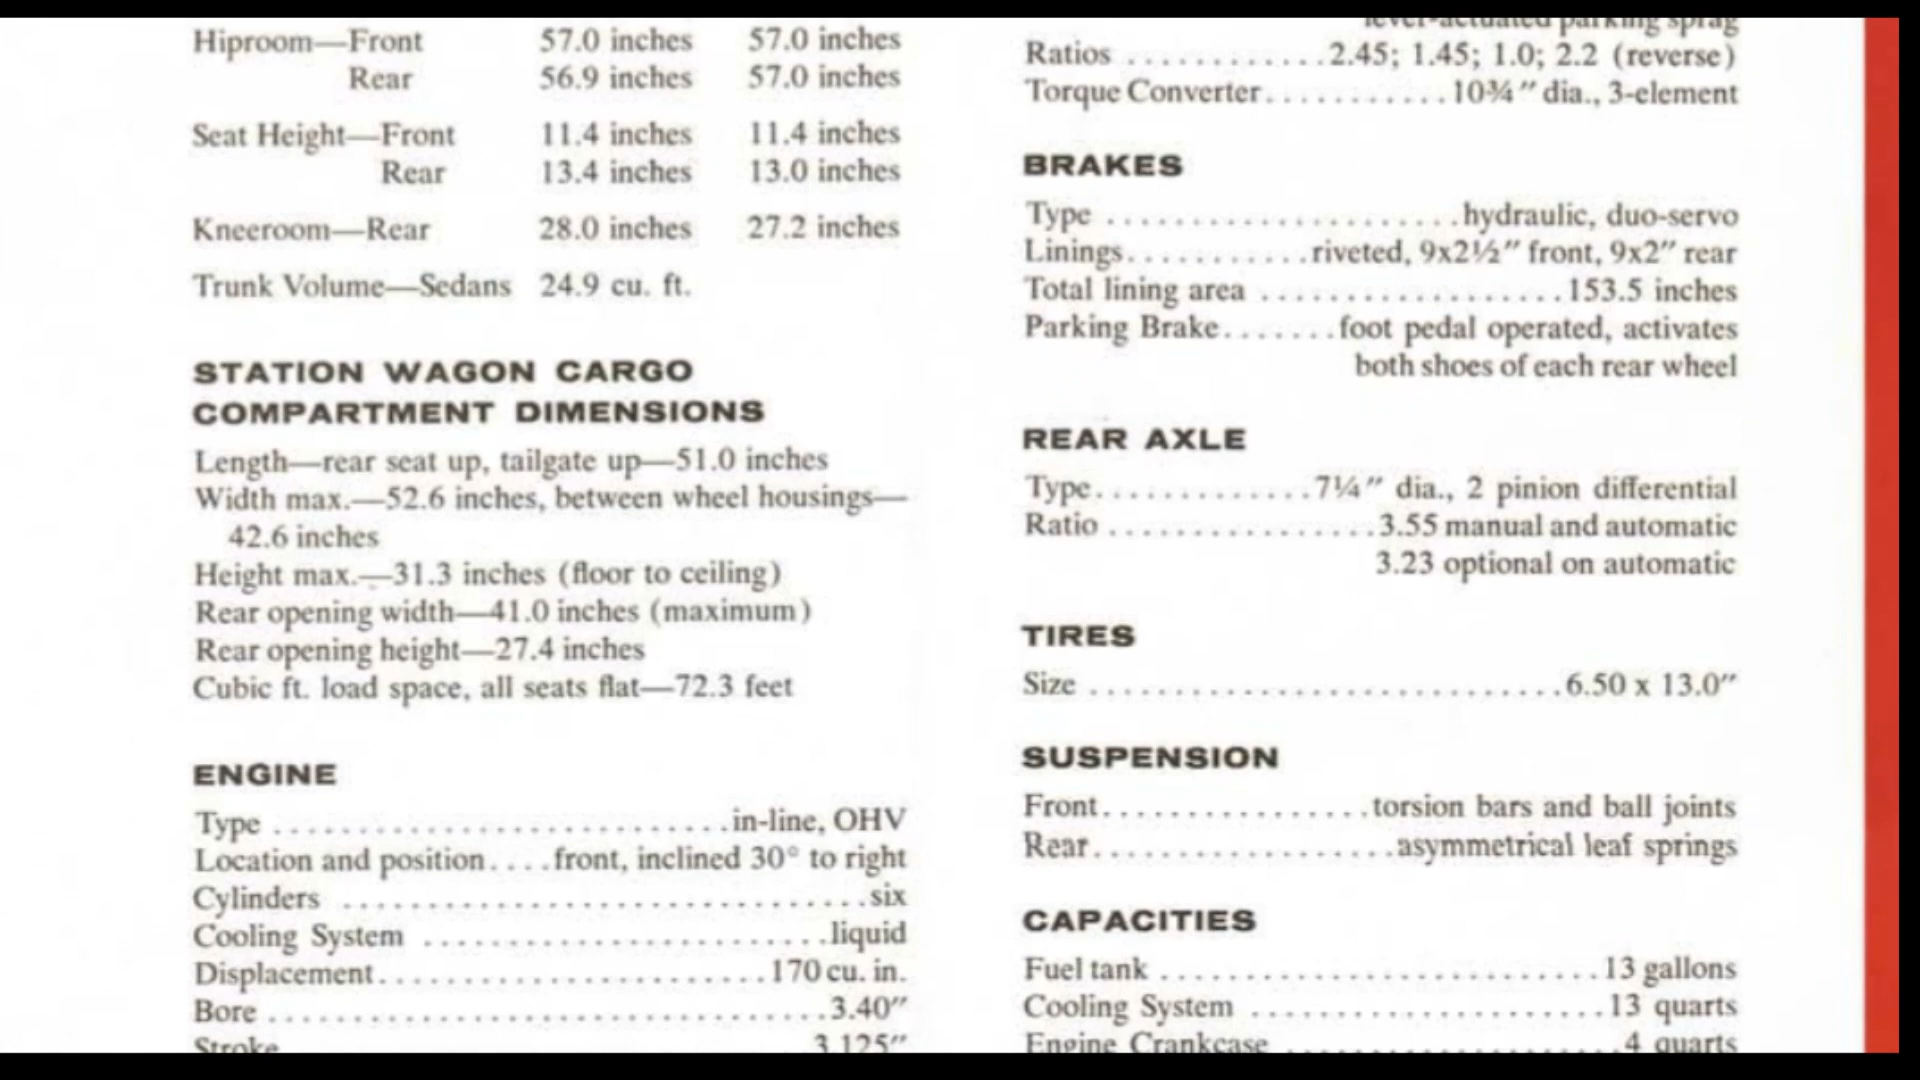 Hiproom—Front 57.0 inches 57.0 inches
Rear 56.9 inches 57.0 inches
Seat Height—Front 11.4 inches 11.4 inches
Rear 13.4 inches 13.0 inches
Kneeroom—Rear 28.0 inches 27.2 inches
Trunk Volume—Sedans 24.9 cu. ft.
STATION WAGON CARGO
COMPARTMENT DIMENSIONS
Length—rear seat up, tailgate up—51.0 inches
Width max.—52.6 inches, between wheel housings—
42.6 inches
Height max.—31.3 inches (floor to ceiling)
Rear opening width—41.0 inches (maximum)
Rear opening height—27.4 inches
Cubic ft. load space, all seats flat—72.3 feet
ENGINE
Type ........................... in-line, OHV
Location and position.... front, inclined 30° to right
Cylinders ............................... six
Cooling System ........................ liquid
Displacement....................... 170 cu. in.
Bore ................................. 3.40″
Stroke 3.125″
lever-actuated parking sprag
Ratios ............ 2.45; 1.45; 1.0; 2.2 (reverse)
Torque Converter........... 10¾″ dia., 3-element
BRAKES
Type ..................... hydraulic, duo-servo
Linings........... riveted, 9x2½″ front, 9x2″ rear
Total lining area .................. 153.5 inches
Parking Brake....... foot pedal operated, activates
both shoes of each rear wheel
REAR AXLE
Type............. 7¼″ dia., 2 pinion differential
Ratio ................ 3.55 manual and automatic
3.23 optional on automatic
TIRES
Size ............................ 6.50 x 13.0″
SUSPENSION
Front................ torsion bars and ball joints
Rear.................. asymmetrical leaf springs
CAPACITIES
Fuel tank .......................... 13 gallons
Cooling System ..................... 13 quarts
Engine Crankcase .................... 4 quarts